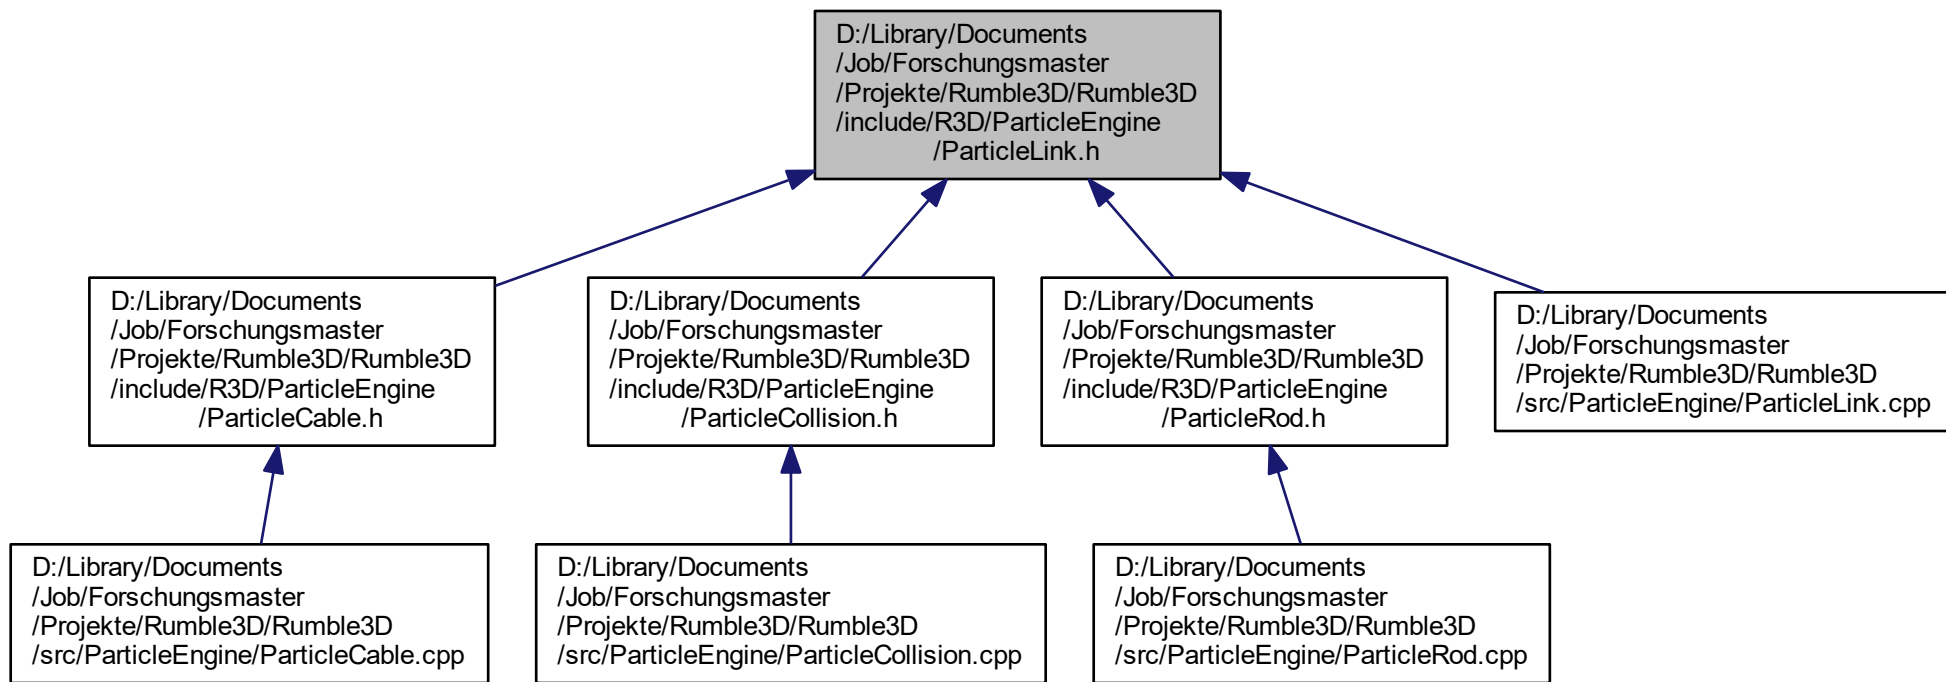 D:/Library/Documents
/Job/Forschungsmaster
/Projekte/Rumble3D/Rumble3D
/include/R3D/ParticleEngine
/ParticleLink.h
D:/Library/Documents
/Job/Forschungsmaster
/Projekte/Rumble3D/Rumble3D
/include/R3D/ParticleEngine
/ParticleCable.h
D:/Library/Documents
/Job/Forschungsmaster
/Projekte/Rumble3D/Rumble3D
/include/R3D/ParticleEngine
/ParticleCollision.h
D:/Library/Documents
/Job/Forschungsmaster
/Projekte/Rumble3D/Rumble3D
/include/R3D/ParticleEngine
/ParticleRod.h
D:/Library/Documents
/Job/Forschungsmaster
/Projekte/Rumble3D/Rumble3D
/src/ParticleEngine/ParticleLink.cpp
D:/Library/Documents
/Job/Forschungsmaster
/Projekte/Rumble3D/Rumble3D
/src/ParticleEngine/ParticleCable.cpp
D:/Library/Documents
/Job/Forschungsmaster
/Projekte/Rumble3D/Rumble3D
/src/ParticleEngine/ParticleCollision.cpp
D:/Library/Documents
/Job/Forschungsmaster
/Projekte/Rumble3D/Rumble3D
/src/ParticleEngine/ParticleRod.cpp